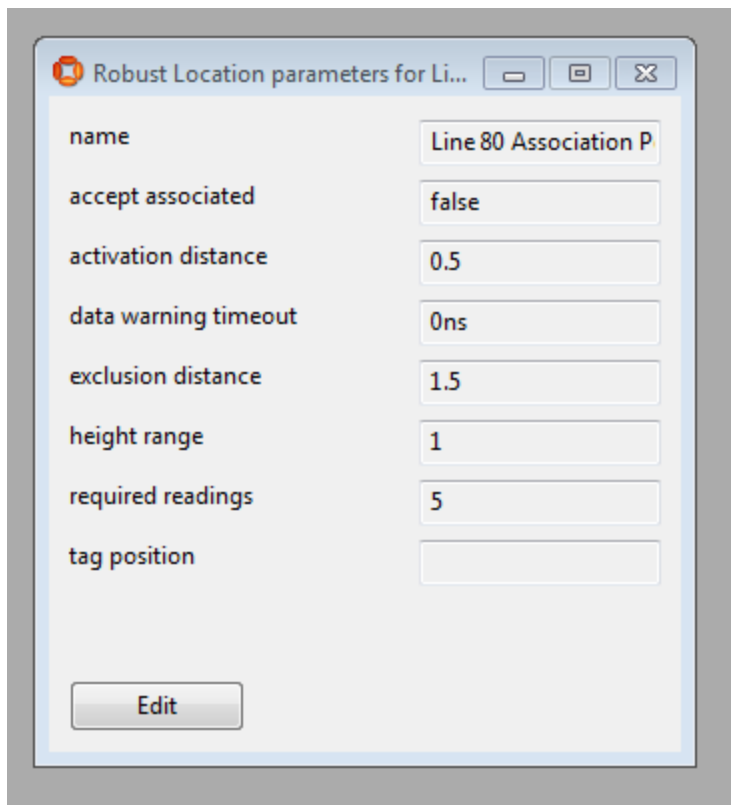 Robust Location parameters for Li...
name Line 80 Association P
accept associated false
activation distance 0.5
data warning timeout 0ns
exclusion distance 1.5
height range 1
required readings 5
tag position
Edit